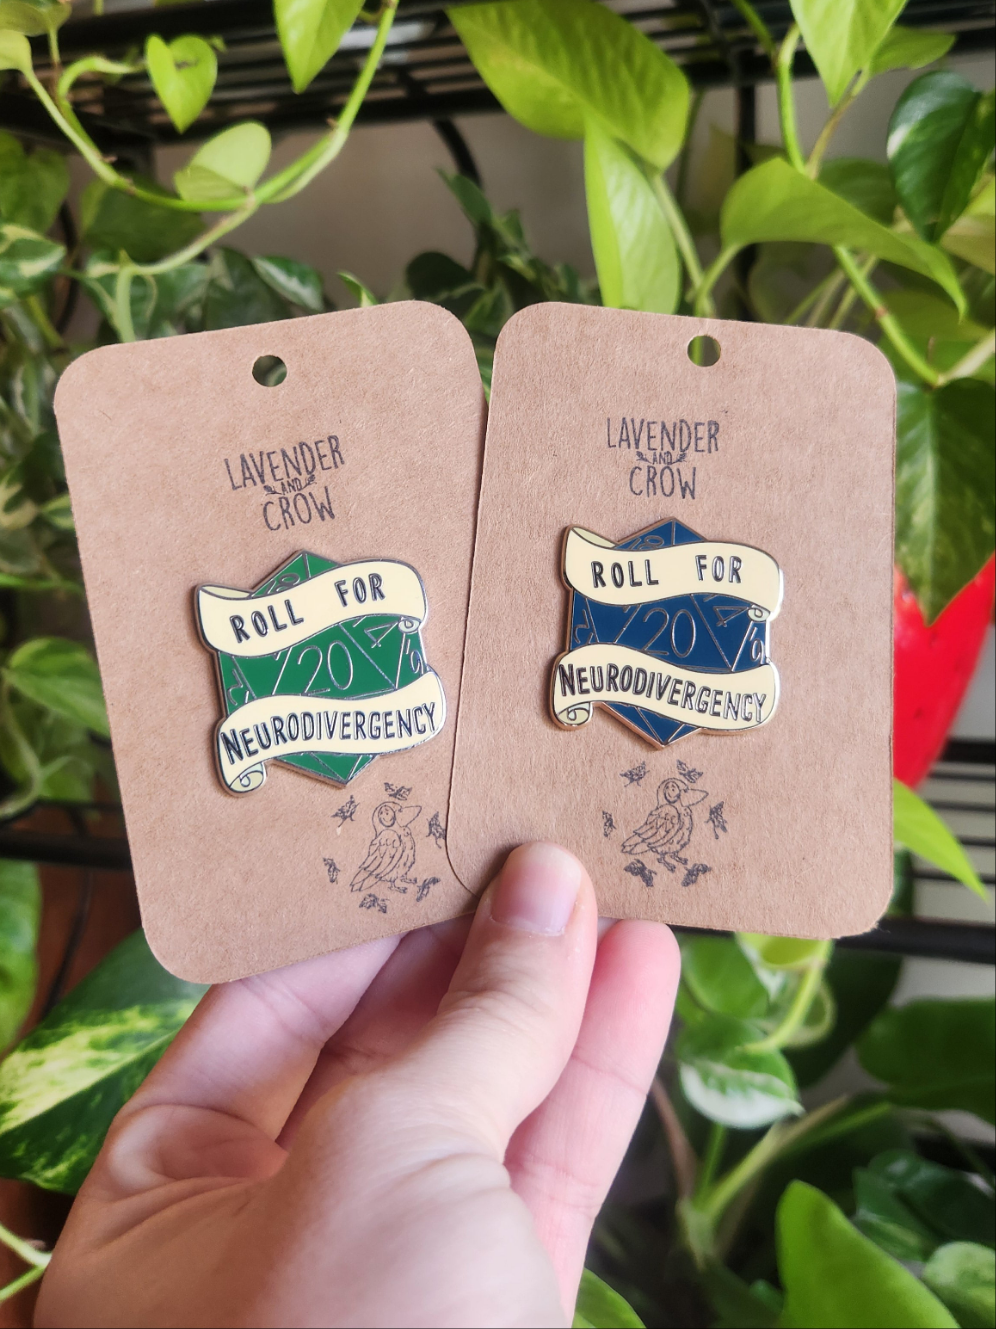 LAVENDER
AND
CROW
ROLL FOR
20
NEURODIVERGENCY
LAVENDER
AND
CROW
ROLL FOR
20
NEURODIVERGENCY